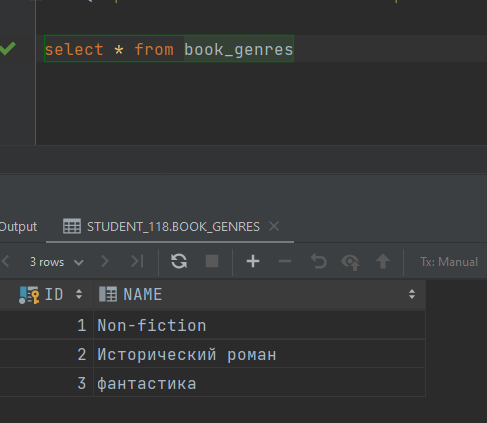 select * from book_genres
Output
STUDENT_118.BOOK_GENRES
3 rows
Tx: Manual
ID NAME
1 Non-fiction
2 Исторический роман
3 фантастика